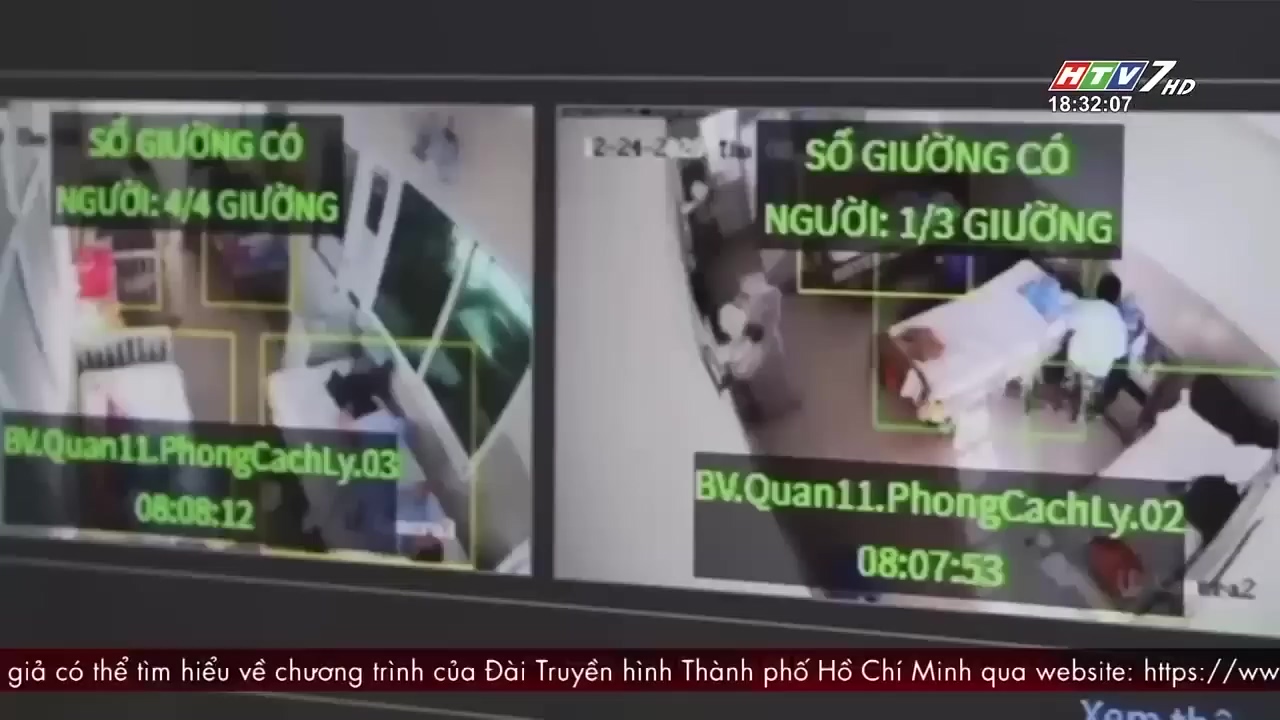 HTV7 HD
18:32:07
SỐ GIƯỜNG CÓ
NGƯỜI: 4/4 GIƯỜNG
SỐ GIƯỜNG CÓ
NGƯỜI: 1/3 GIƯỜNG
BV.Quan11.PhongCachLy.03
08:08:12
BV.Quan11.PhongCachLy.02
08:07:53
giả có thể tìm hiểu về chương trình của Đài Truyền hình Thành phố Hồ Chí Minh qua website: https://ww